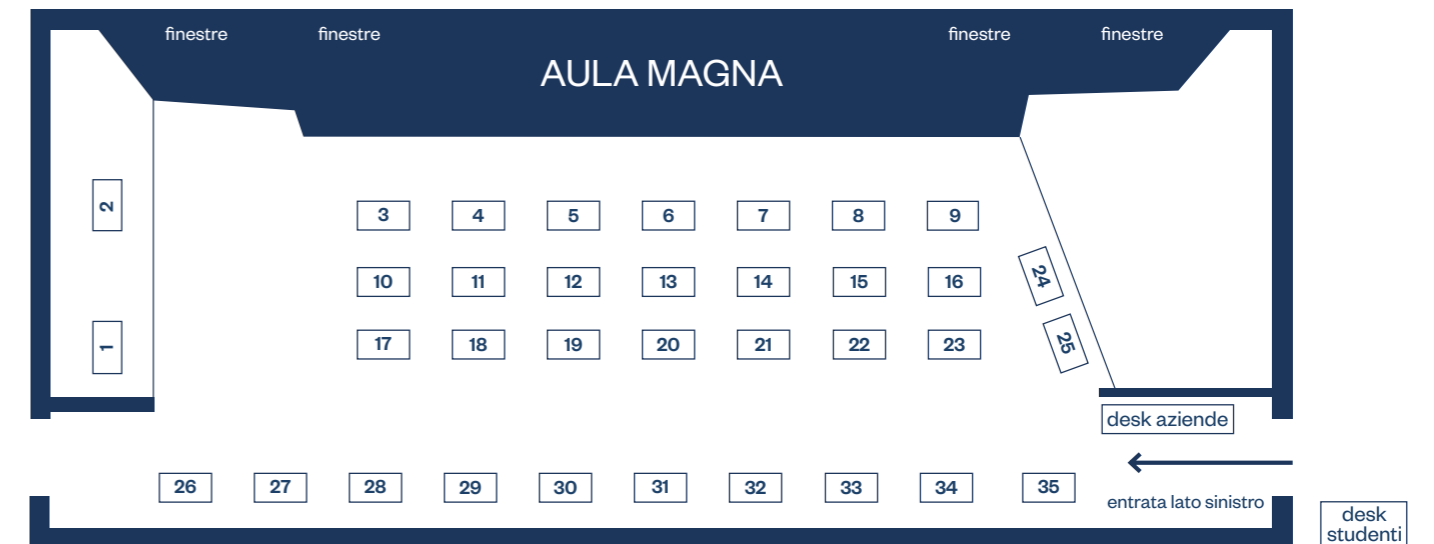 finestre finestre finestre finestre
AULA MAGNA
2
3 4 5 6 7 8 9
10 11 12 13 14 15 16
24
1
17 18 19 20 21 22 23
25
desk aziende
26 27 28 29 30 31 32 33 34 35
entrata lato sinistro
desk
studenti